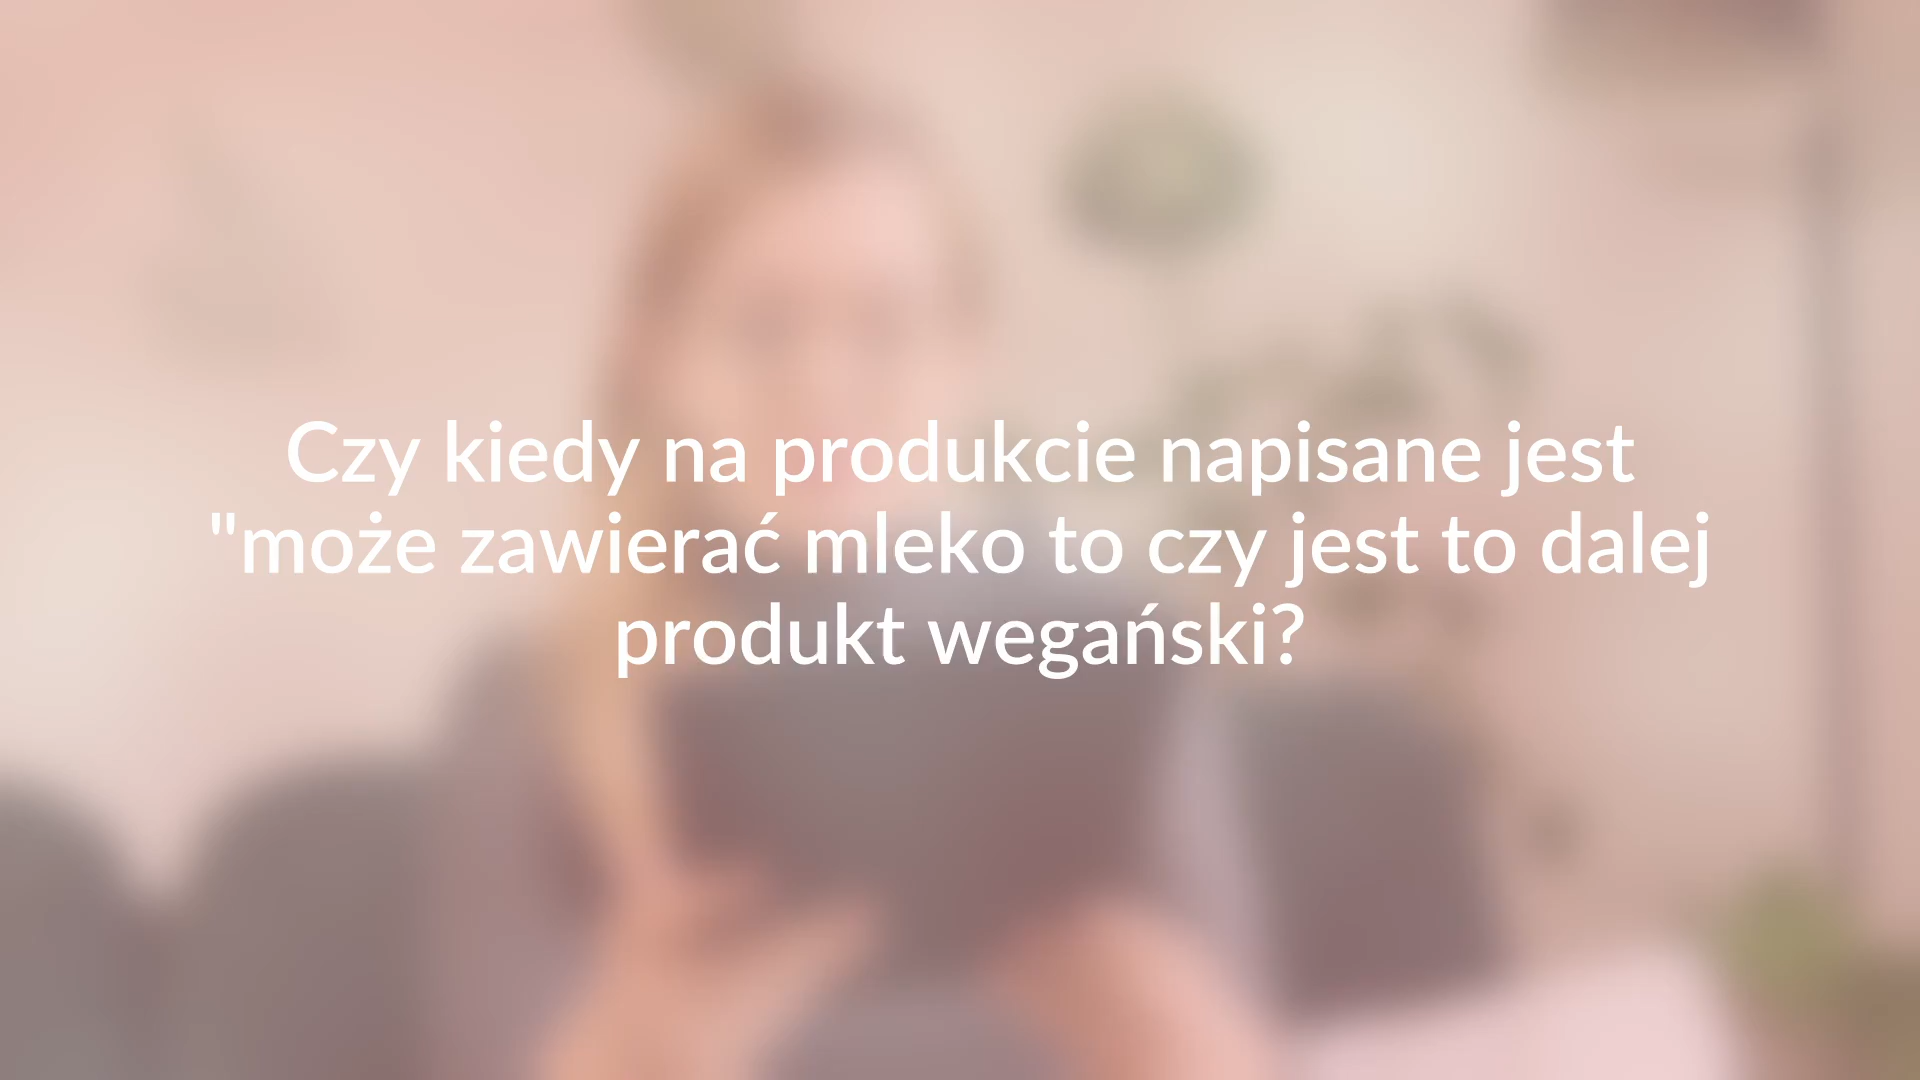 Czy kiedy na produkcie napisane jest
"może zawierać mleko to czy jest to dalej
produkt wegański?